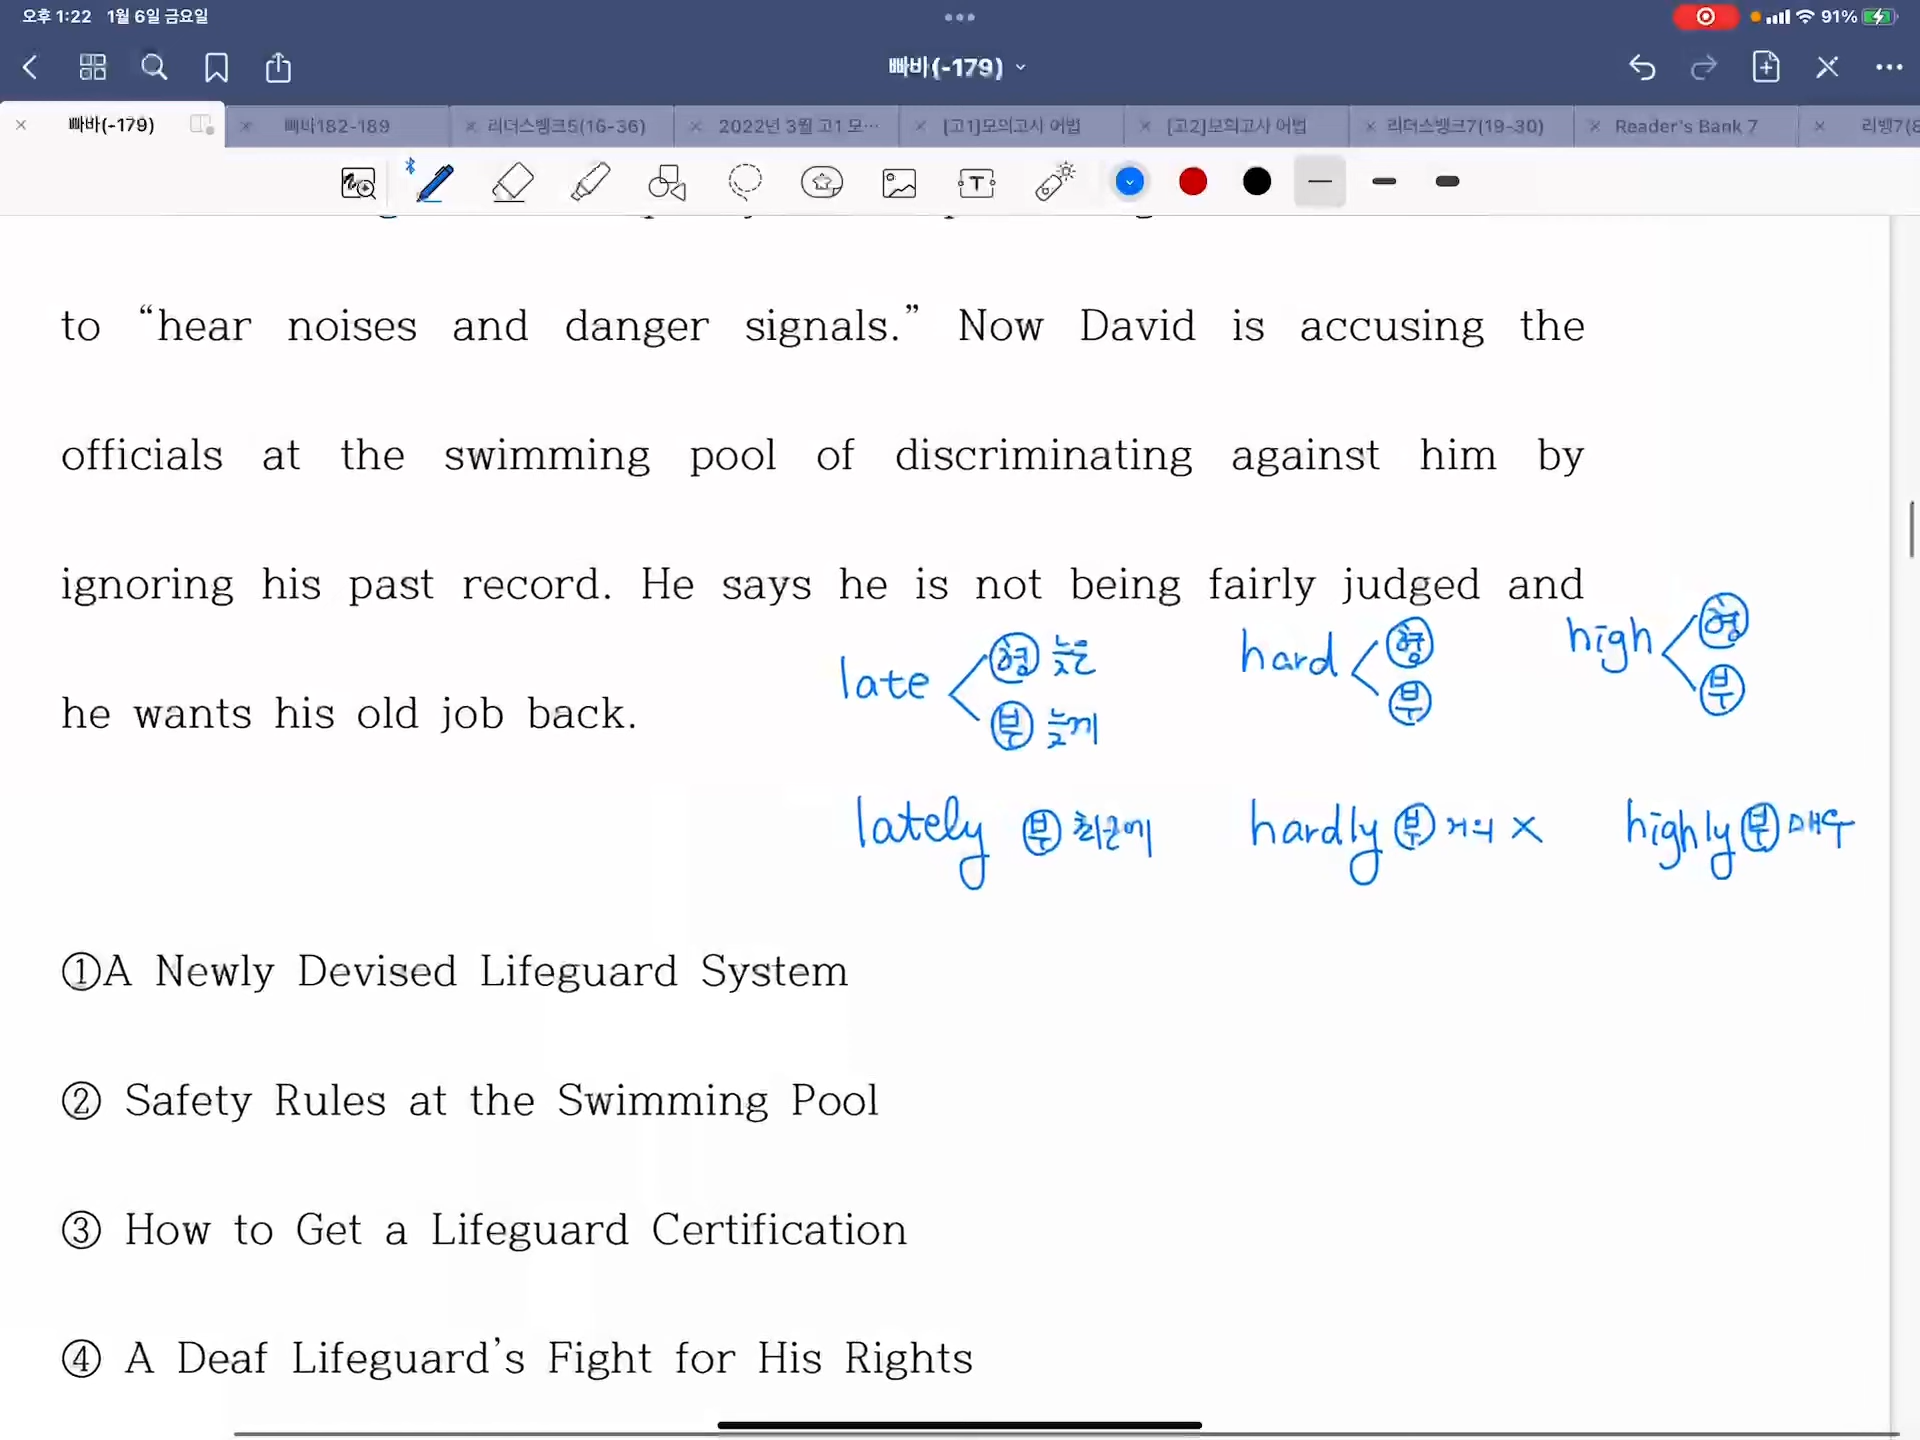 오후 1:22 1월 6일 금요일
91%
빠바(-179)
빠바(-179)
빠바182-189
리더스뱅크5(16-36)
2022년 3월 고1 모…
[고1]모의고사 어법
[고2]모의고사 어법
리더스뱅크7(19-30)
Reader's Bank 7
리뱅7(8
to “hear noises and danger signals.” Now David is accusing the
officials at the swimming pool of discriminating against him by
ignoring his past record. He says he is not being fairly judged and
he wants his old job back.
late 형 늦은
부 늦게
hard 형
부
high 형
부
lately 부 최근에
hardly 부 거의 X
highly 부 매우
①A Newly Devised Lifeguard System
② Safety Rules at the Swimming Pool
③ How to Get a Lifeguard Certification
④ A Deaf Lifeguard’s Fight for His Rights